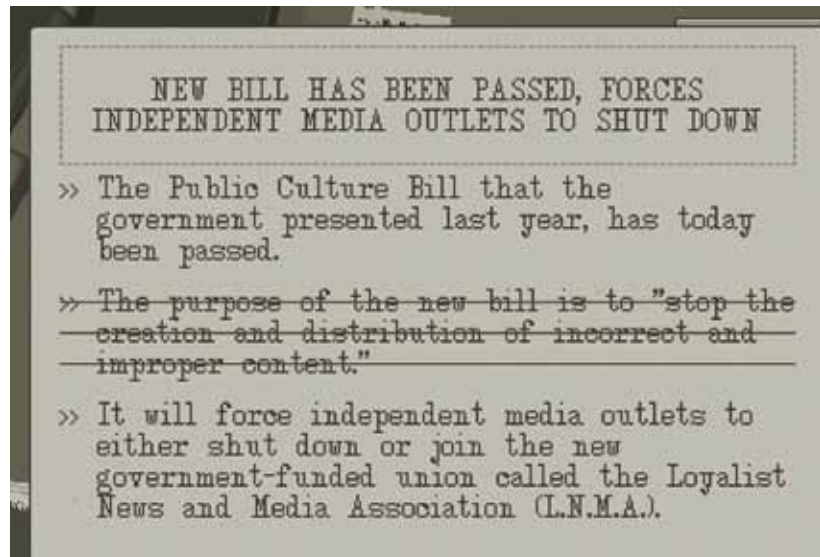 NEW BILL HAS BEEN PASSED, FORCES
INDEPENDENT MEDIA OUTLETS TO SHUT DOWN
» The Public Culture Bill that the
government presented last year, has today
been passed.
» The purpose of the new bill is to "stop the
creation and distribution of incorrect and
improper content."
» It will force independent media outlets to
either shut down or join the new
government-funded union called the Loyalist
News and Media Association (L.N.M.A.).